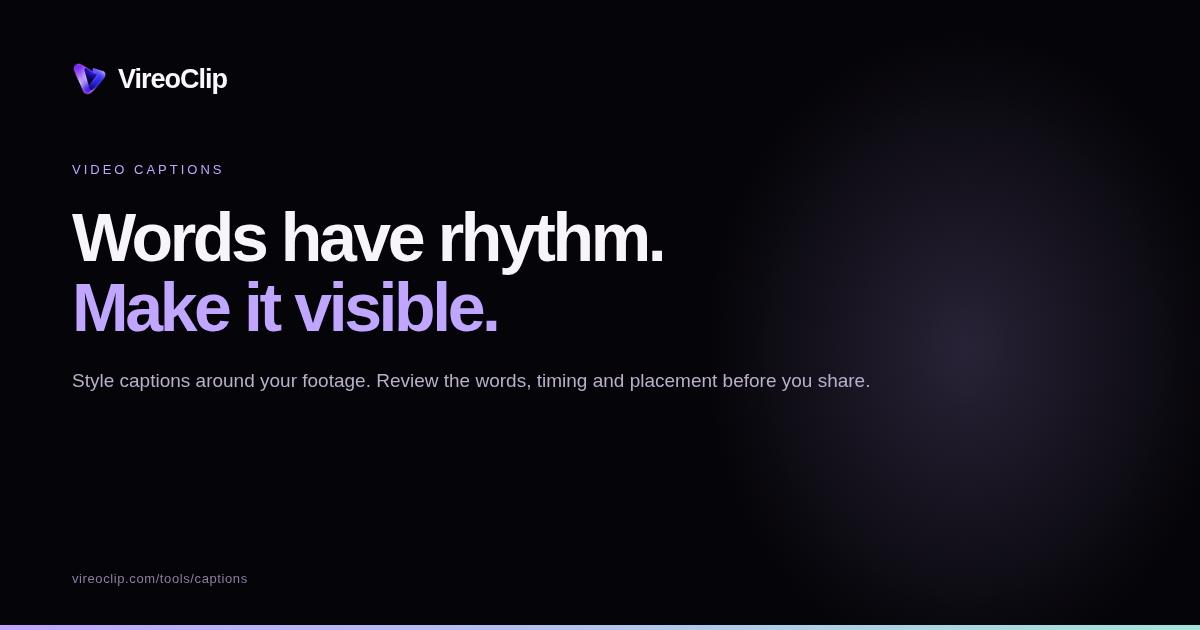 VireoClip
VIDEO CAPTIONS
Words have rhythm.
Make it visible.
Style captions around your footage. Review the words, timing and placement before you share.
vireoclip.com/tools/captions